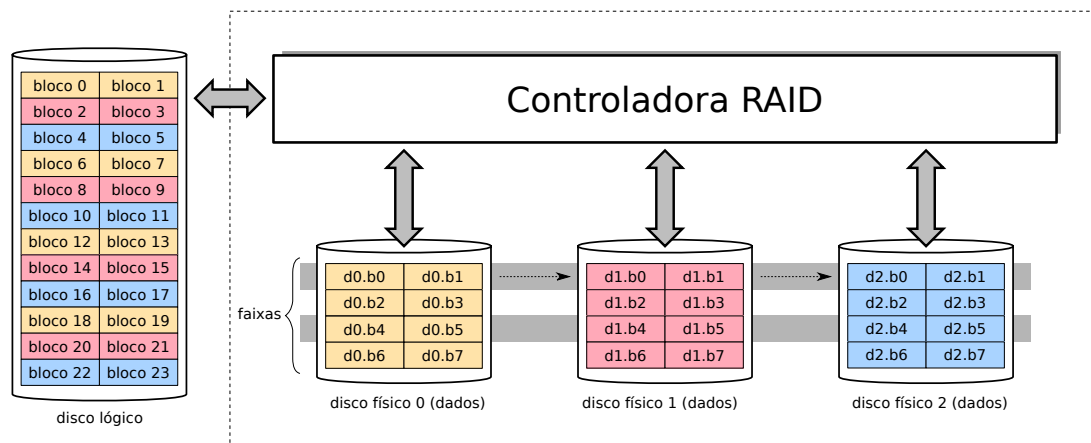 Controladora RAID
bloco 0 bloco 1
bloco 2 bloco 3
bloco 4 bloco 5
bloco 6 bloco 7
bloco 8 bloco 9
bloco 10 bloco 11
bloco 12 bloco 13
bloco 14 bloco 15
bloco 16 bloco 17
bloco 18 bloco 19
bloco 20 bloco 21
bloco 22 bloco 23
disco lógico
faixas
d0.b0 d0.b1
d0.b2 d0.b3
d0.b4 d0.b5
d0.b6 d0.b7
disco físico 0 (dados)
d1.b0 d1.b1
d1.b2 d1.b3
d1.b4 d1.b5
d1.b6 d1.b7
disco físico 1 (dados)
d2.b0 d2.b1
d2.b2 d2.b3
d2.b4 d2.b5
d2.b6 d2.b7
disco físico 2 (dados)